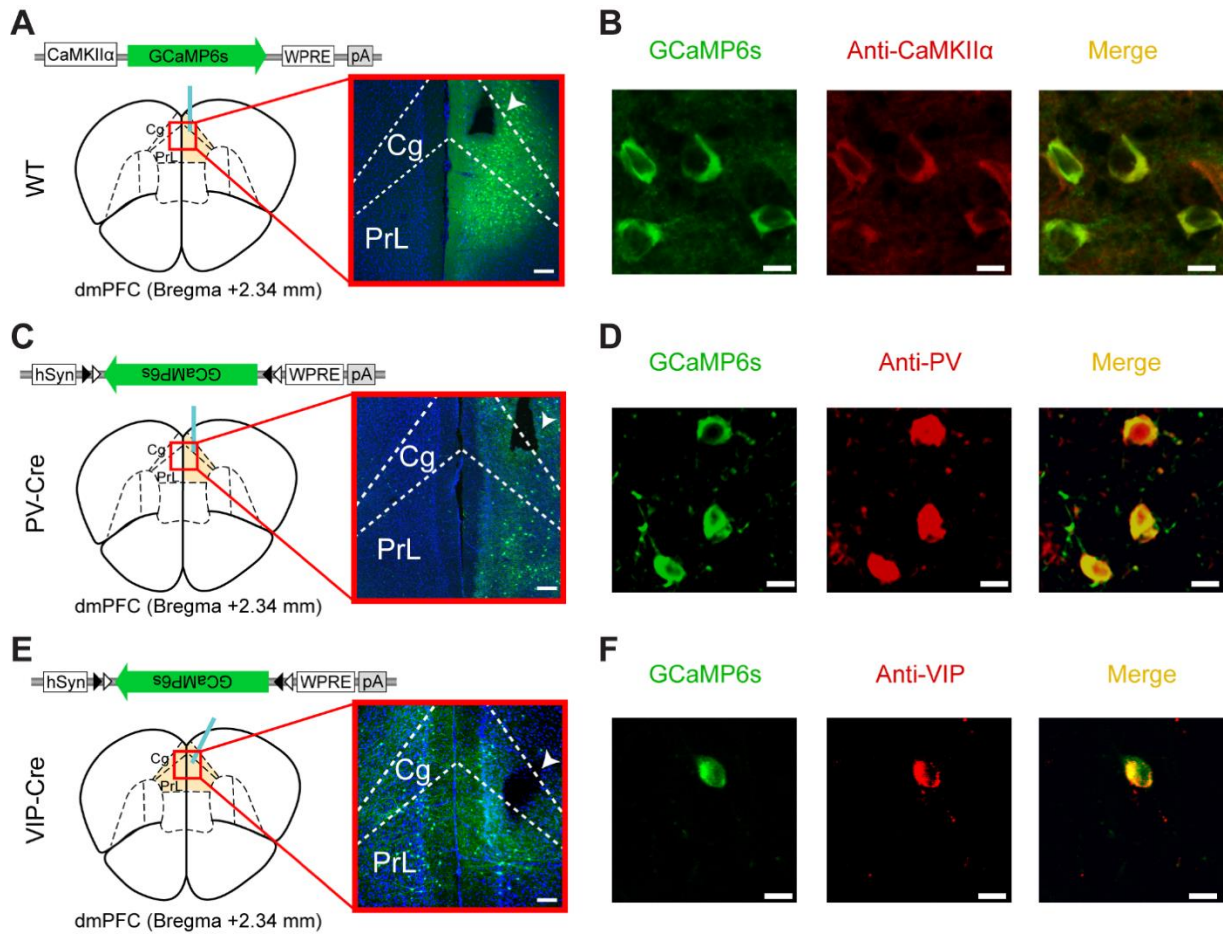 A
CaMKIIα GCaMP6s WPRE pA
WT
Cg
PrL
Cg
PrL
dmPFC (Bregma +2.34 mm)
B
GCaMP6s Anti-CaMKIIα Merge
C
hSyn GCaMP6s WPRE pA
PV-Cre
Cg
PrL
Cg
PrL
dmPFC (Bregma +2.34 mm)
D
GCaMP6s Anti-PV Merge
E
hSyn GCaMP6s WPRE pA
VIP-Cre
Cg
PrL
Cg
PrL
dmPFC (Bregma +2.34 mm)
F
GCaMP6s Anti-VIP Merge